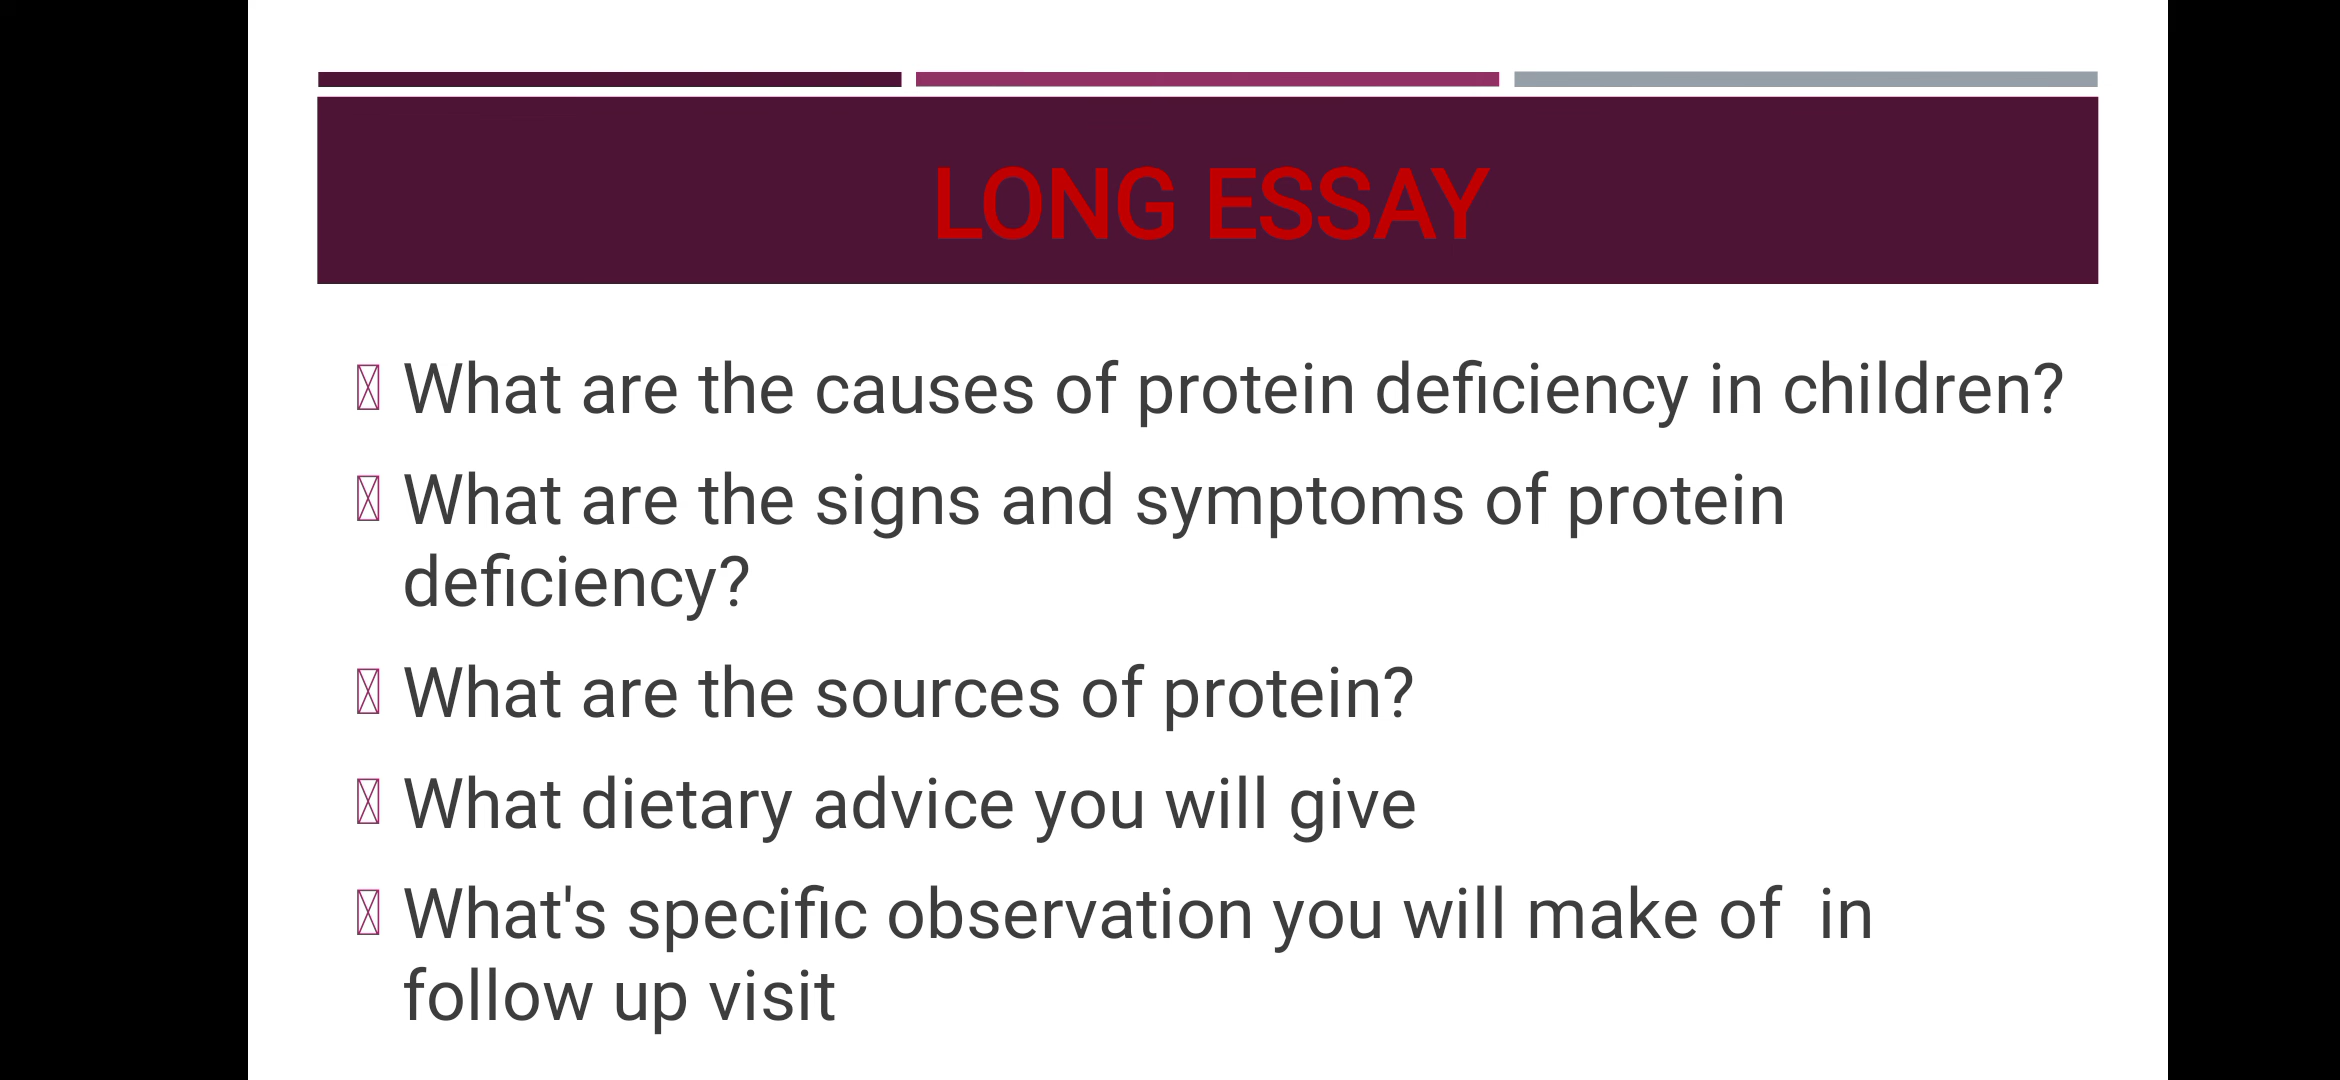 LONG ESSAY
What are the causes of protein deficiency in children?
What are the signs and symptoms of protein
deficiency?
What are the sources of protein?
What dietary advice you will give
What's specific observation you will make of  in
follow up visit